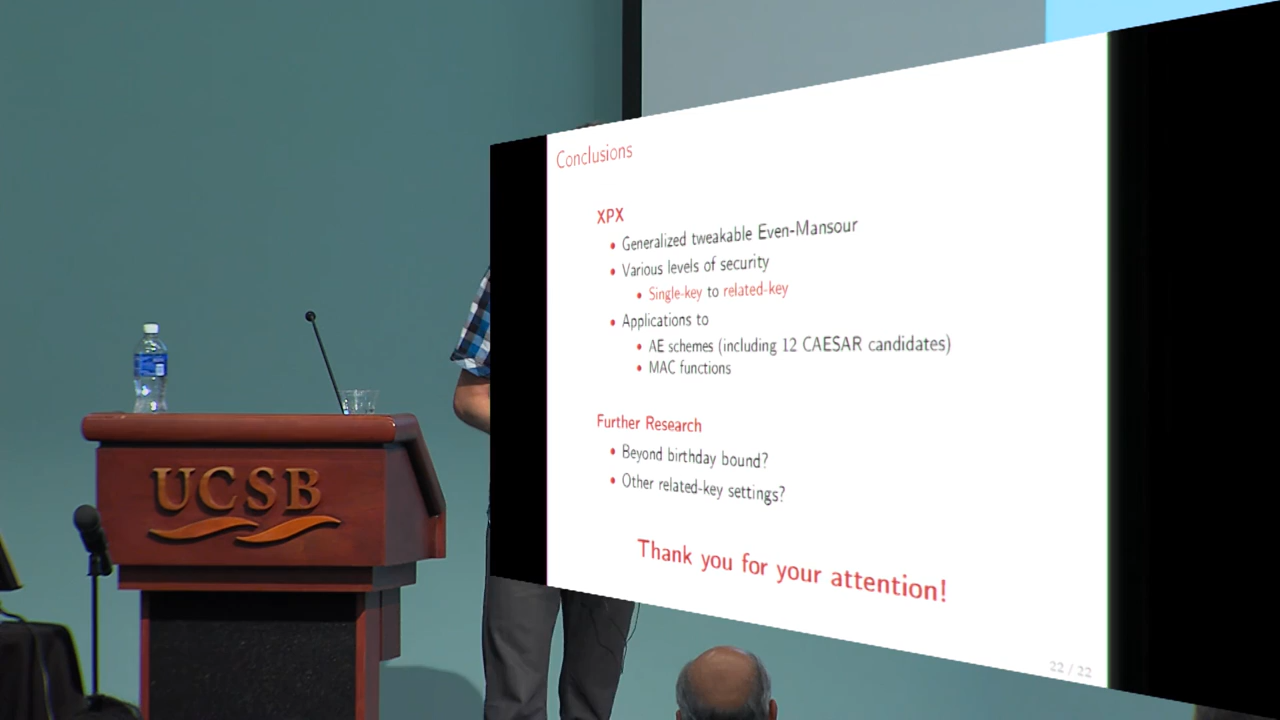 Conclusions
XPX
Generalized tweakable Even-Mansour
Various levels of security
Single-key to related-key
Applications to
AE schemes (including 12 CAESAR candidates)
MAC functions
Further Research
Beyond birthday bound?
Other related-key settings?
Thank you for your attention!
22 / 22
UCSB